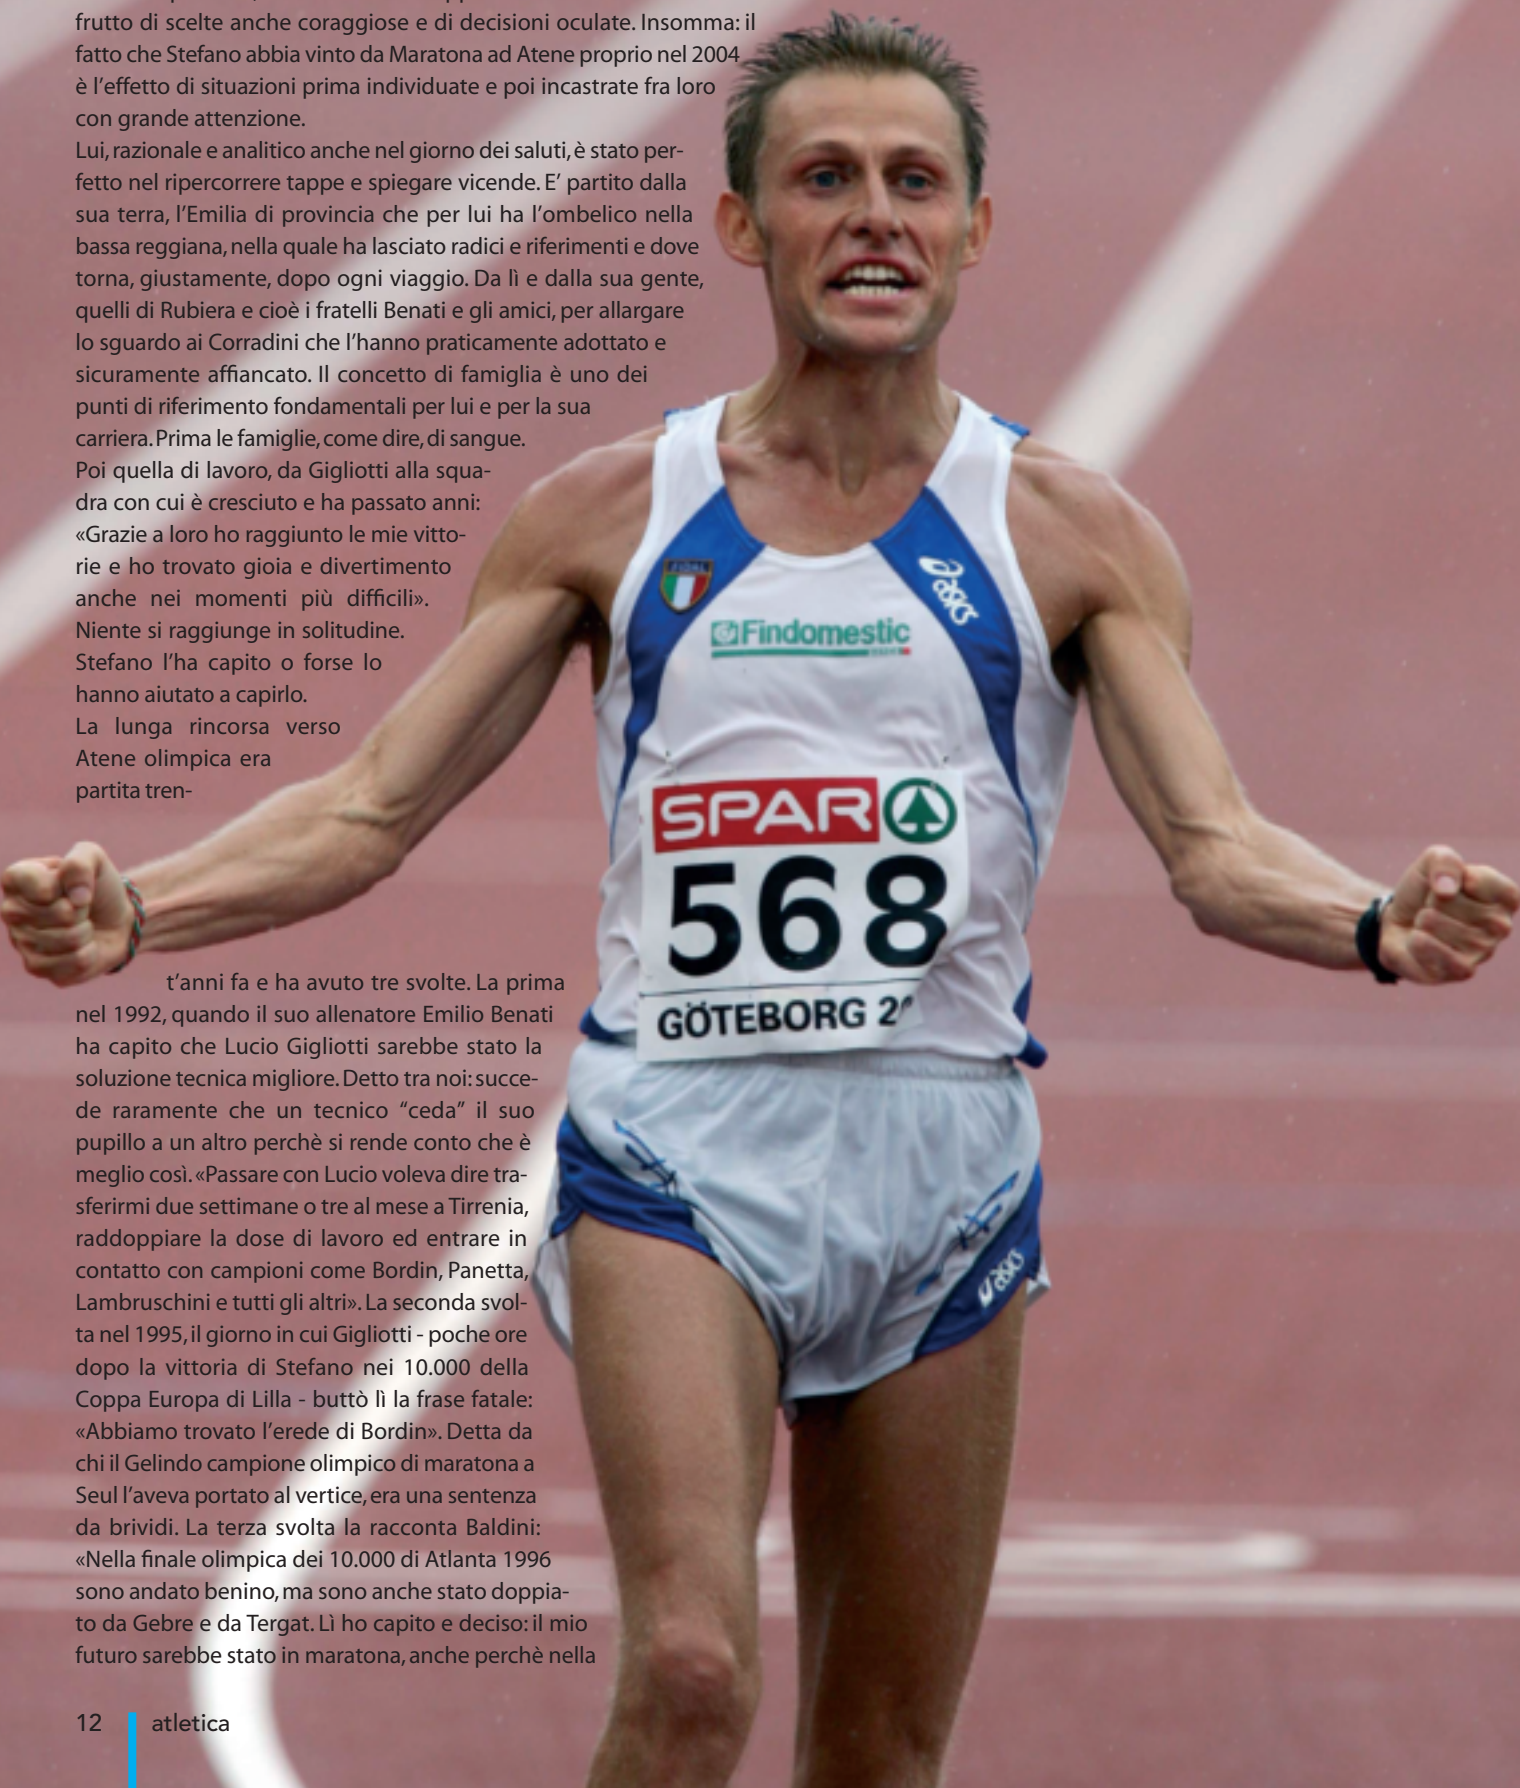 frutto di scelte anche coraggiose e di decisioni oculate. Insomma: il
fatto che Stefano abbia vinto da Maratona ad Atene proprio nel 2004
è l’effetto di situazioni prima individuate e poi incastrate fra loro
con grande attenzione.
Lui, razionale e analitico anche nel giorno dei saluti, è stato per-
fetto nel ripercorrere tappe e spiegare vicende. E’ partito dalla
sua terra, l’Emilia di provincia che per lui ha l’ombelico nella
bassa reggiana, nella quale ha lasciato radici e riferimenti e dove
torna, giustamente, dopo ogni viaggio. Da lì e dalla sua gente,
quelli di Rubiera e cioè i fratelli Benati e gli amici, per allargare
lo sguardo ai Corradini che l’hanno praticamente adottato e
sicuramente affiancato. Il concetto di famiglia è uno dei
punti di riferimento fondamentali per lui e per la sua
carriera. Prima le famiglie, come dire, di sangue.
Poi quella di lavoro, da Gigliotti alla squa-
dra con cui è cresciuto e ha passato anni:
«Grazie a loro ho raggiunto le mie vitto-
rie e ho trovato gioia e divertimento
anche nei momenti più difficili».
Niente si raggiunge in solitudine.
Stefano l’ha capito o forse lo
hanno aiutato a capirlo.
La lunga rincorsa verso
Atene olimpica era
partita tren-
t’anni fa e ha avuto tre svolte. La prima
nel 1992, quando il suo allenatore Emilio Benati
ha capito che Lucio Gigliotti sarebbe stato la
soluzione tecnica migliore. Detto tra noi: succe-
de raramente che un tecnico “ceda” il suo
pupillo a un altro perchè si rende conto che è
meglio così. «Passare con Lucio voleva dire tra-
sferirmi due settimane o tre al mese a Tirrenia,
raddoppiare la dose di lavoro ed entrare in
contatto con campioni come Bordin, Panetta,
Lambruschini e tutti gli altri». La seconda svol-
ta nel 1995, il giorno in cui Gigliotti - poche ore
dopo la vittoria di Stefano nei 10.000 della
Coppa Europa di Lilla - buttò lì la frase fatale:
«Abbiamo trovato l’erede di Bordin». Detta da
chi il Gelindo campione olimpico di maratona a
Seul l’aveva portato al vertice, era una sentenza
da brividi. La terza svolta la racconta Baldini:
«Nella finale olimpica dei 10.000 di Atlanta 1996
sono andato benino, ma sono anche stato doppia-
to da Gebre e da Tergat. Lì ho capito e deciso: il mio
futuro sarebbe stato in maratona, anche perchè nella
12 atletica
FIDAL
asics
Findomestic
SPAR
568
GÖTEBORG 20
asics